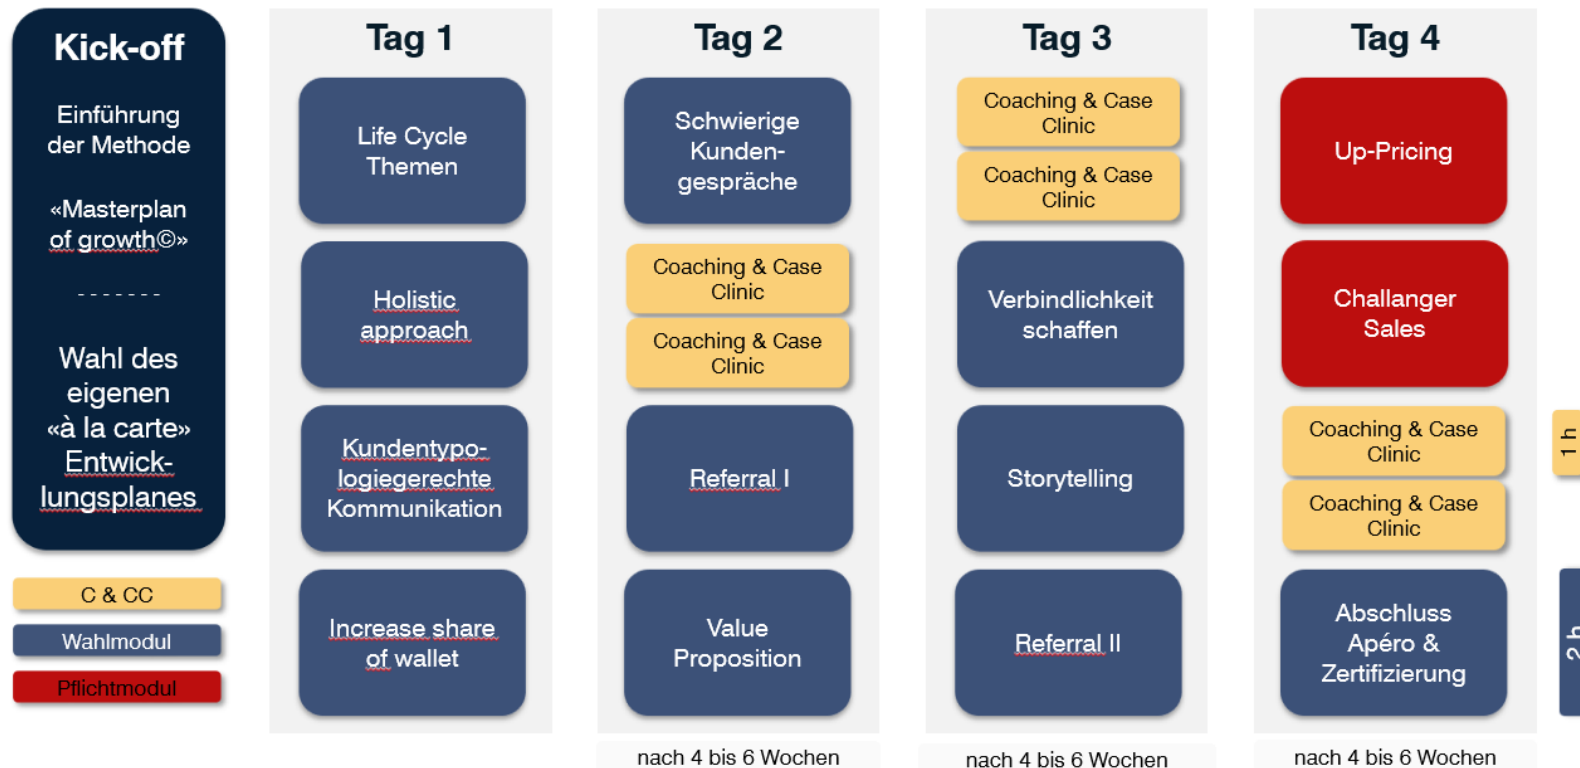 Kick-off
Einführung
der Methode
«Masterplan
of growth©»
- - - - - - -
Wahl des
eigenen
«à la carte»
Entwick-
lungsplanes
C & CC
Wahlmodul
Pflichtmodul
Tag 1
Life Cycle
Themen
Holistic
approach
Kundentypo-
logiegerechte
Kommunikation
Increase share
of wallet
Tag 2
Schwierige
Kunden-
gespräche
Coaching & Case
Clinic
Coaching & Case
Clinic
Referral I
Value
Proposition
nach 4 bis 6 Wochen
Tag 3
Coaching & Case
Clinic
Coaching & Case
Clinic
Verbindlichkeit
schaffen
Storytelling
Referral II
nach 4 bis 6 Wochen
Tag 4
Up-Pricing
Challanger
Sales
Coaching & Case
Clinic
Coaching & Case
Clinic
Abschluss
Apéro &
Zertifizierung
nach 4 bis 6 Wochen
1 h
2 h